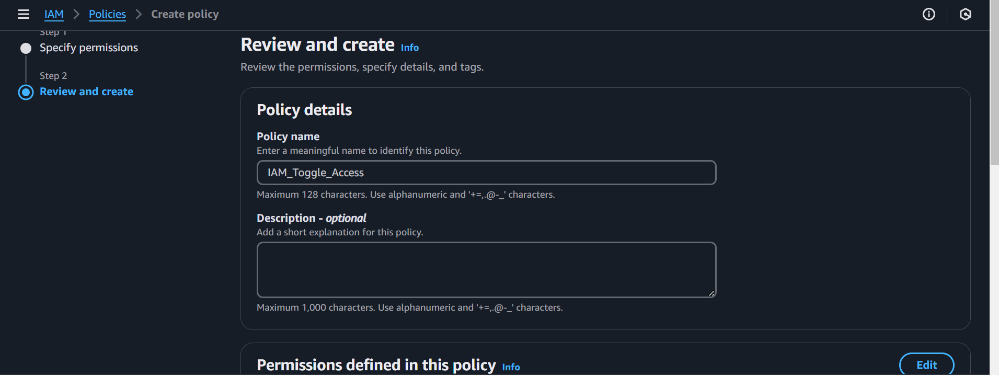 IAM > Policies > Create policy
Step 1
Specify permissions
Step 2
Review and create
Review and create Info
Review the permissions, specify details, and tags.
Policy details
Policy name
Enter a meaningful name to identify this policy.
IAM_Toggle_Access
Maximum 128 characters. Use alphanumeric and '+=,.@-_' characters.
Description - optional
Add a short explanation for this policy.
Maximum 1,000 characters. Use alphanumeric and '+=,.@-_' characters.
Permissions defined in this policy Info
Edit